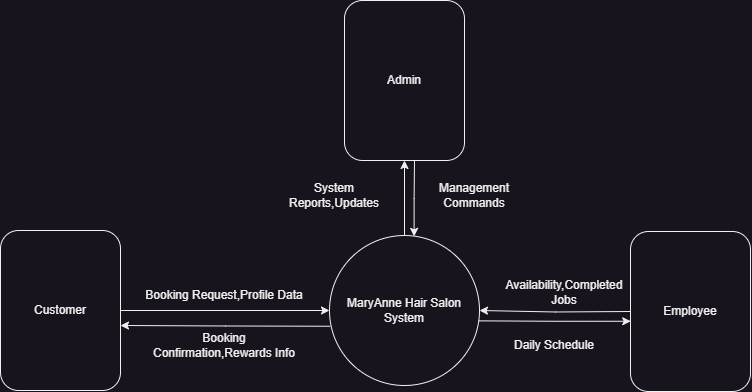 Admin
System
Reports,Updates
Management
Commands
Customer
Booking Request,Profile Data
Booking
Confirmation,Rewards Info
MaryAnne Hair Salon
System
Availability,Completed
Jobs
Daily Schedule
Employee